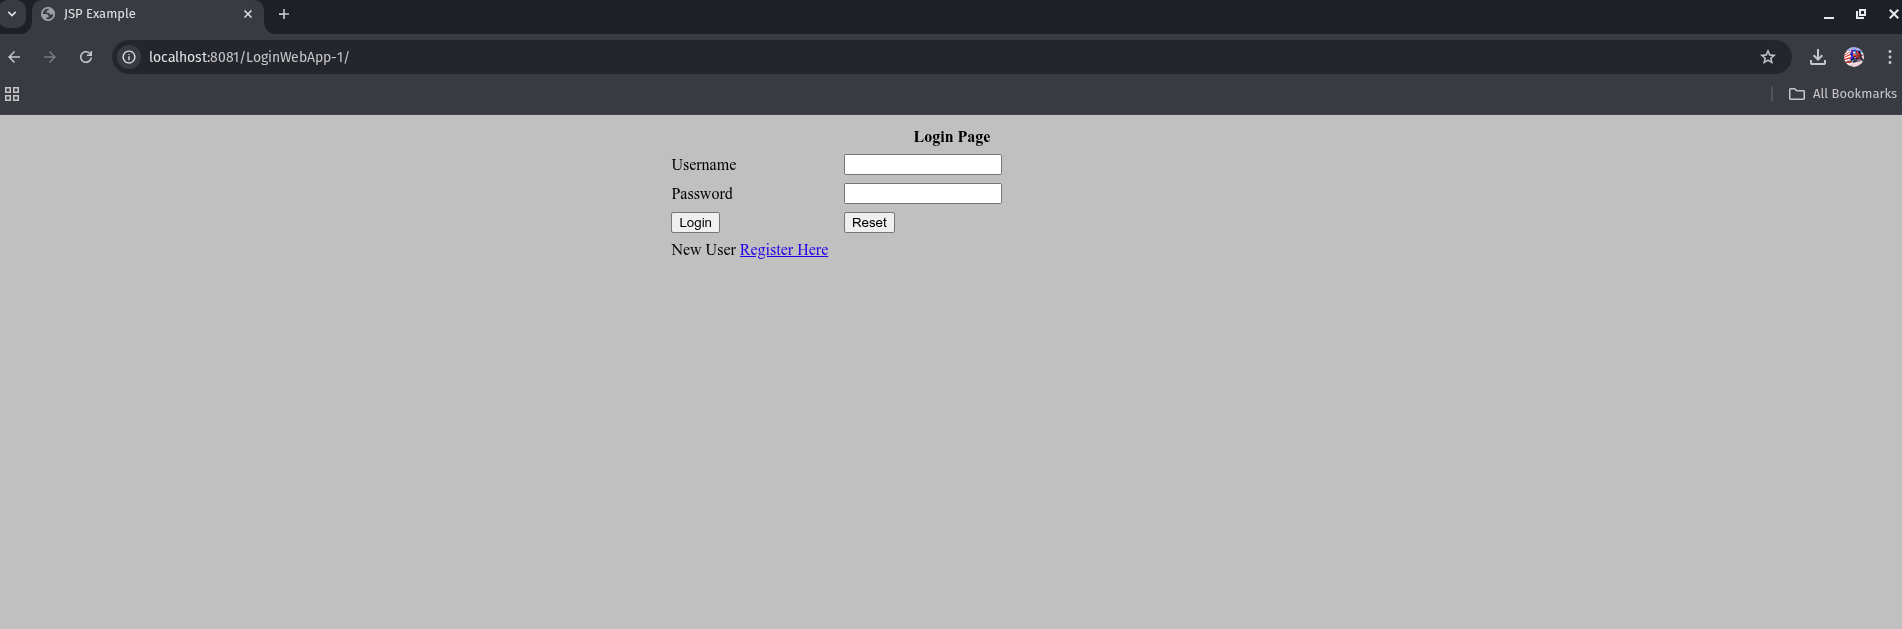 JSP Example
localhost:8081/LoginWebApp-1/
All Bookmarks
Login Page
Username
Password
Login Reset
New User Register Here